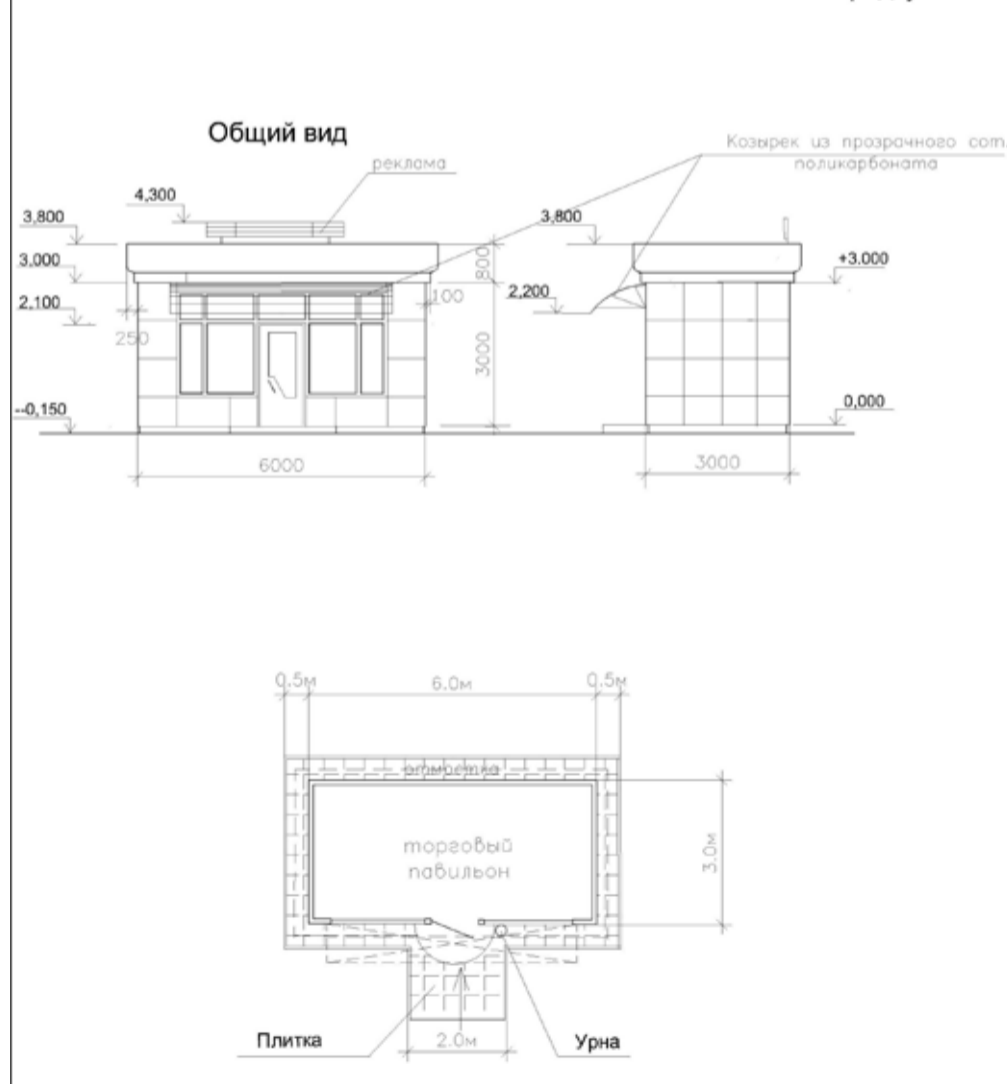 Общий вид
реклама
Козырек из прозрачного сот.
поликарбоната
4,300
3,800
3,800
3,000
800
+3.000
2,100
100
2,200
250
3000
--0,150
0,000
6000
3000
0.5м
6.0м
0.5м
отмостка
торговый
павильон
3.0м
Плитка
2.0м
Урна